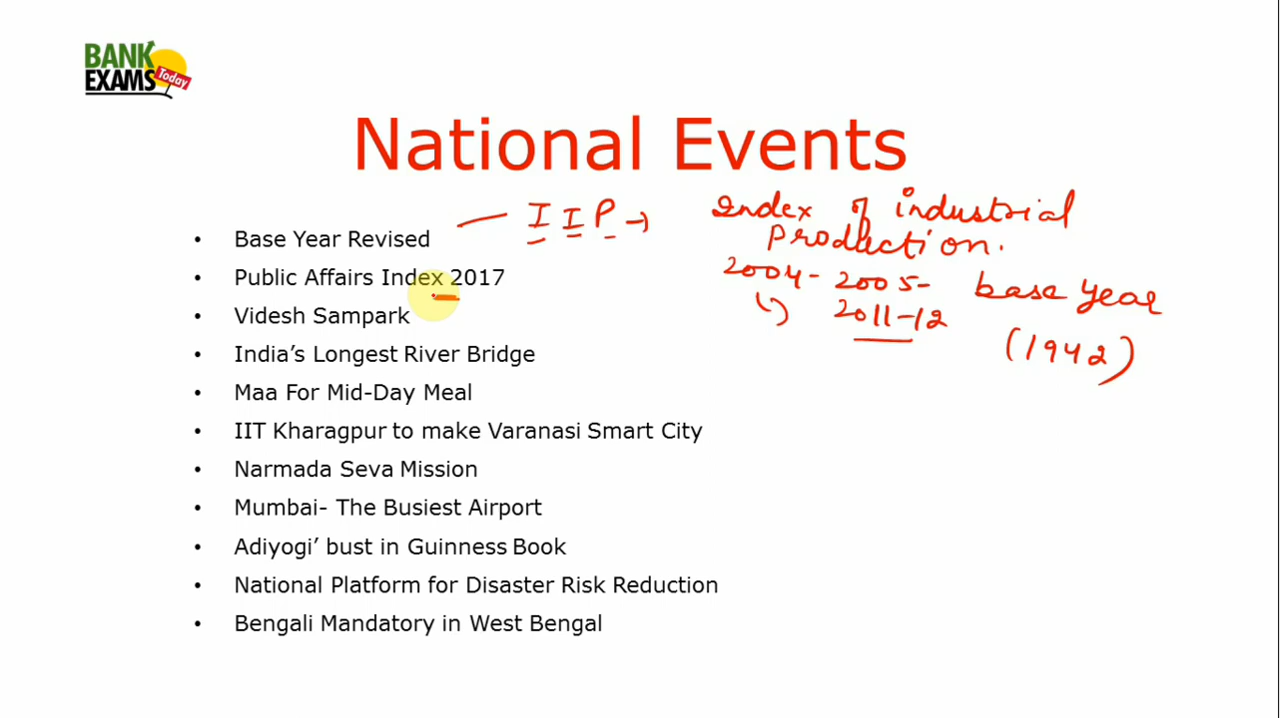 BANK
EXAMS Today
National Events
• Base Year Revised
• Public Affairs Index 2017
• Videsh Sampark
• India’s Longest River Bridge
• Maa For Mid-Day Meal
• IIT Kharagpur to make Varanasi Smart City
• Narmada Seva Mission
• Mumbai- The Busiest Airport
• Adiyogi’ bust in Guinness Book
• National Platform for Disaster Risk Reduction
• Bengali Mandatory in West Bengal
— IIP → Index of industrial
Production.
2004-2005- base year
2011-12
(1942)